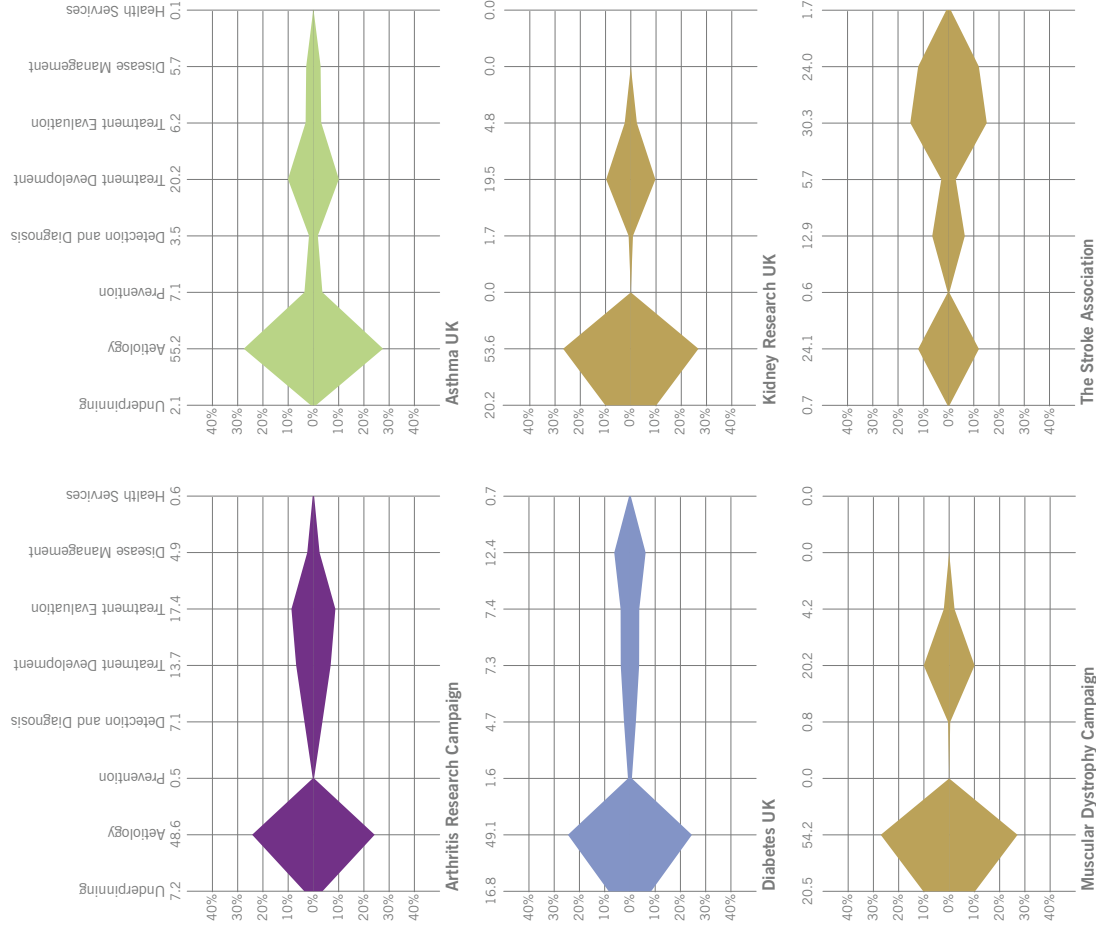 Health Services
0.1
Disease Management
5.7
Treatment Evaluation
6.2
Treatment Development
20.2
Detection and Diagnosis
3.5
Prevention
7.1
Aetiology
55.2
Underpinning
2.1
40% 30% 20% 10% 0% 10% 20% 30% 40%
Asthma UK
0.0
0.0
4.8
19.5
1.7
0.0
53.6
20.2
40% 30% 20% 10% 0% 10% 20% 30% 40%
Kidney Research UK
1.7
24.0
30.3
5.7
12.9
0.6
24.1
0.7
40% 30% 20% 10% 0% 10% 20% 30% 40%
The Stroke Association
Health Services
0.6
Disease Management
4.9
Treatment Evaluation
17.4
Treatment Development
13.7
Detection and Diagnosis
7.1
Prevention
0.5
Aetiology
48.6
Underpinning
7.2
40% 30% 20% 10% 0% 10% 20% 30% 40%
Arthritis Research Campaign
0.7
12.4
7.4
7.3
4.7
1.6
49.1
16.8
40% 30% 20% 10% 0% 10% 20% 30% 40%
Diabetes UK
0.0
0.0
4.2
20.2
0.8
0.0
54.2
20.5
40% 30% 20% 10% 0% 10% 20% 30% 40%
Muscular Dystrophy Campaign